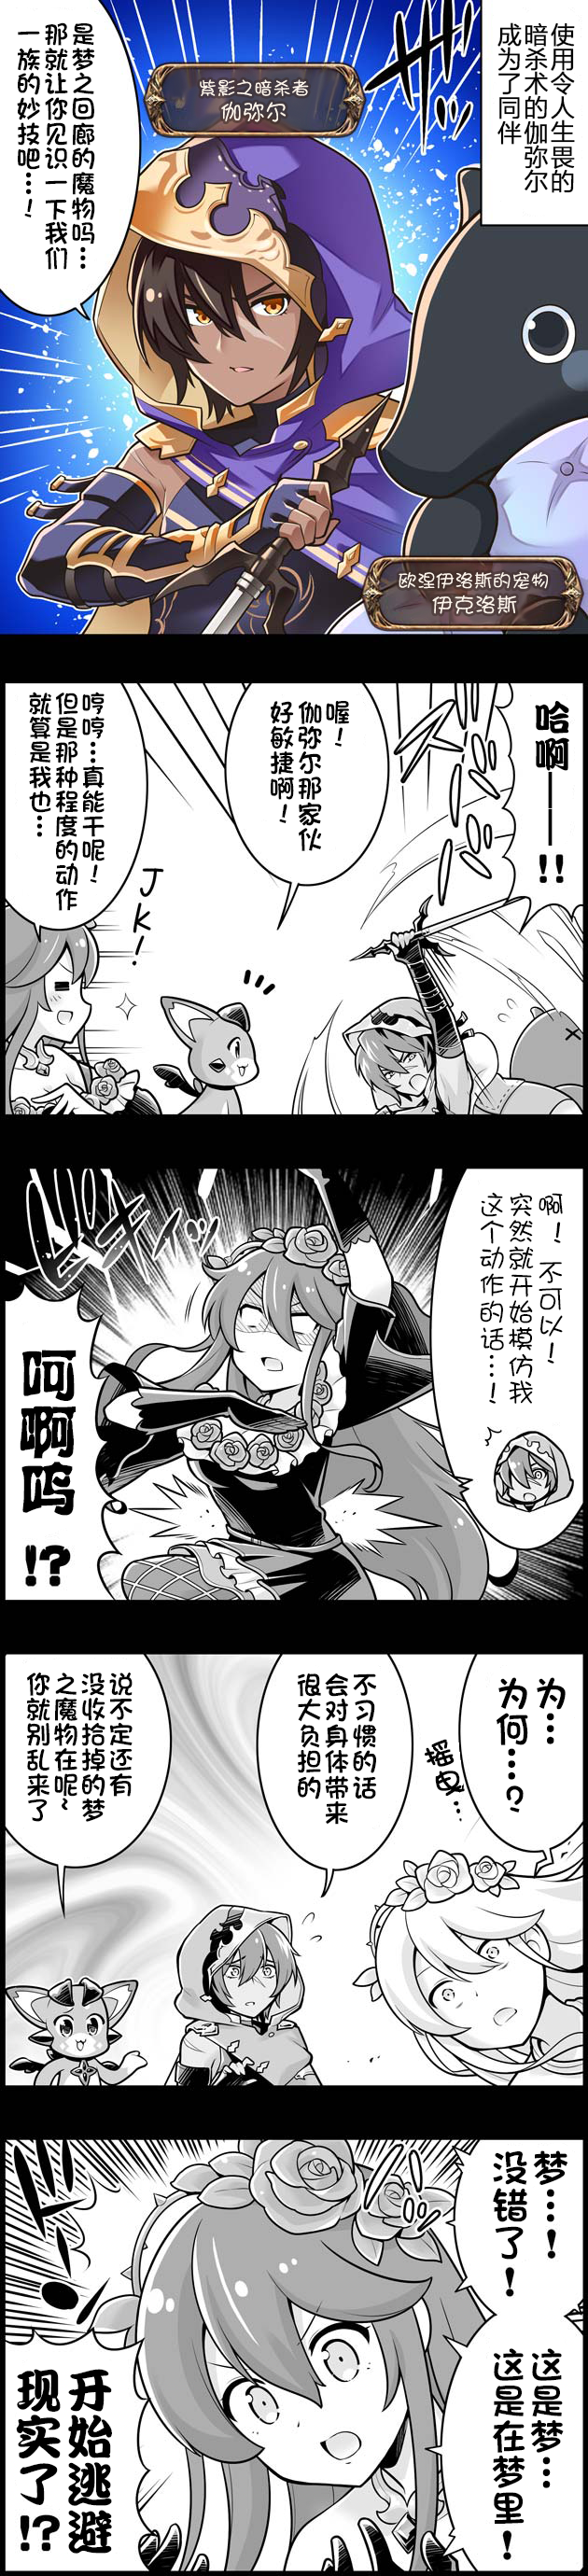 使用令人生畏的
暗杀术的伽弥尔
成为了同伴
紫影之暗杀者
伽弥尔
是梦之回廊的魔物吗…
那就让你见识一下我们
一族的妙技吧…！
欧涅伊洛斯的宠物
伊克洛斯
哈啊——!!
喔！
伽弥尔那家伙
好敏捷啊！
哼哼…真能干呢！
但是那种程度的动作
就算是我也…
JK!
啊！不可以！
突然就开始模仿我
这个动作的话…！
ビキィッ
呵啊呜!?
为…
为何…？
摇曳…
不习惯的话
会对身体带来
很大负担的
说不定还有
没收拾掉的梦
之魔物在呢~
你就别乱来了
梦…！
没错了！
这是梦…
这是在梦里！
开始逃避
现实了!?